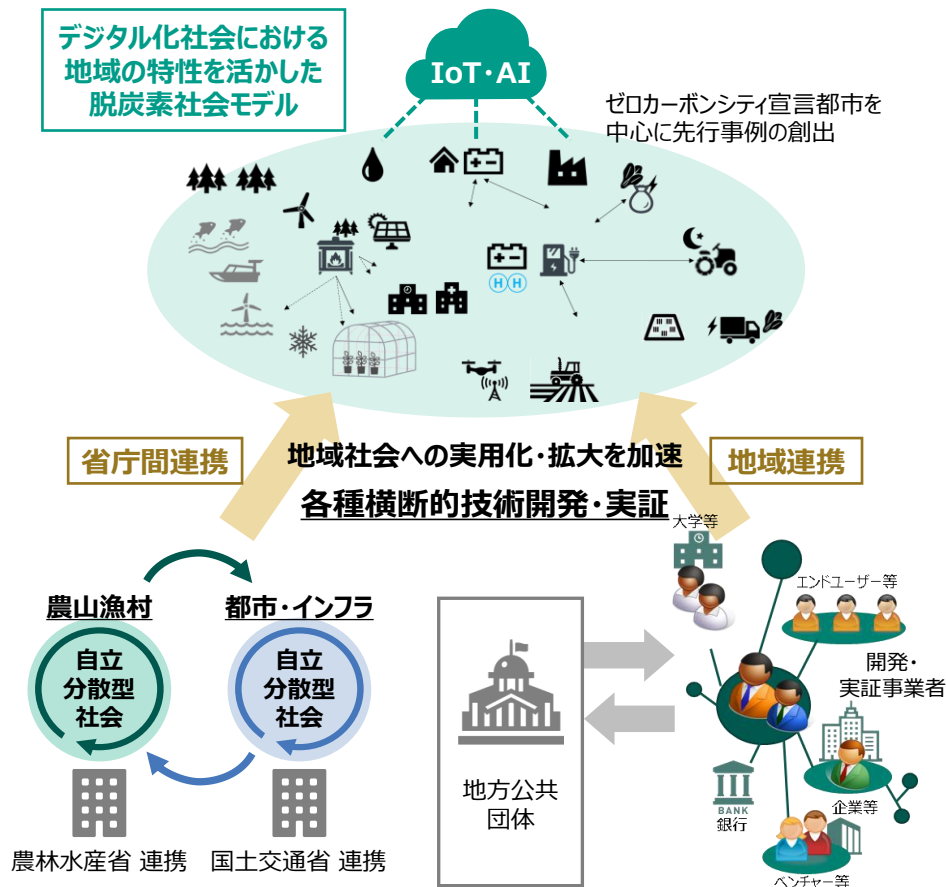 デジタル化社会における
地域の特性を活かした
脱炭素社会モデル
IoT・AI
ゼロカーボンシティ宣言都市を
中心に先行事例の創出
H H
省庁間連携
地域社会への実用化・拡大を加速
地域連携
各種横断的技術開発・実証
大学等
エンドユーザー等
農山漁村
都市・インフラ
自立
分散型
社会
自立
分散型
社会
開発・
実証事業者
地方公共
団体
BANK
銀行
企業等
ベンチャー等
農林水産省 連携
国土交通省 連携